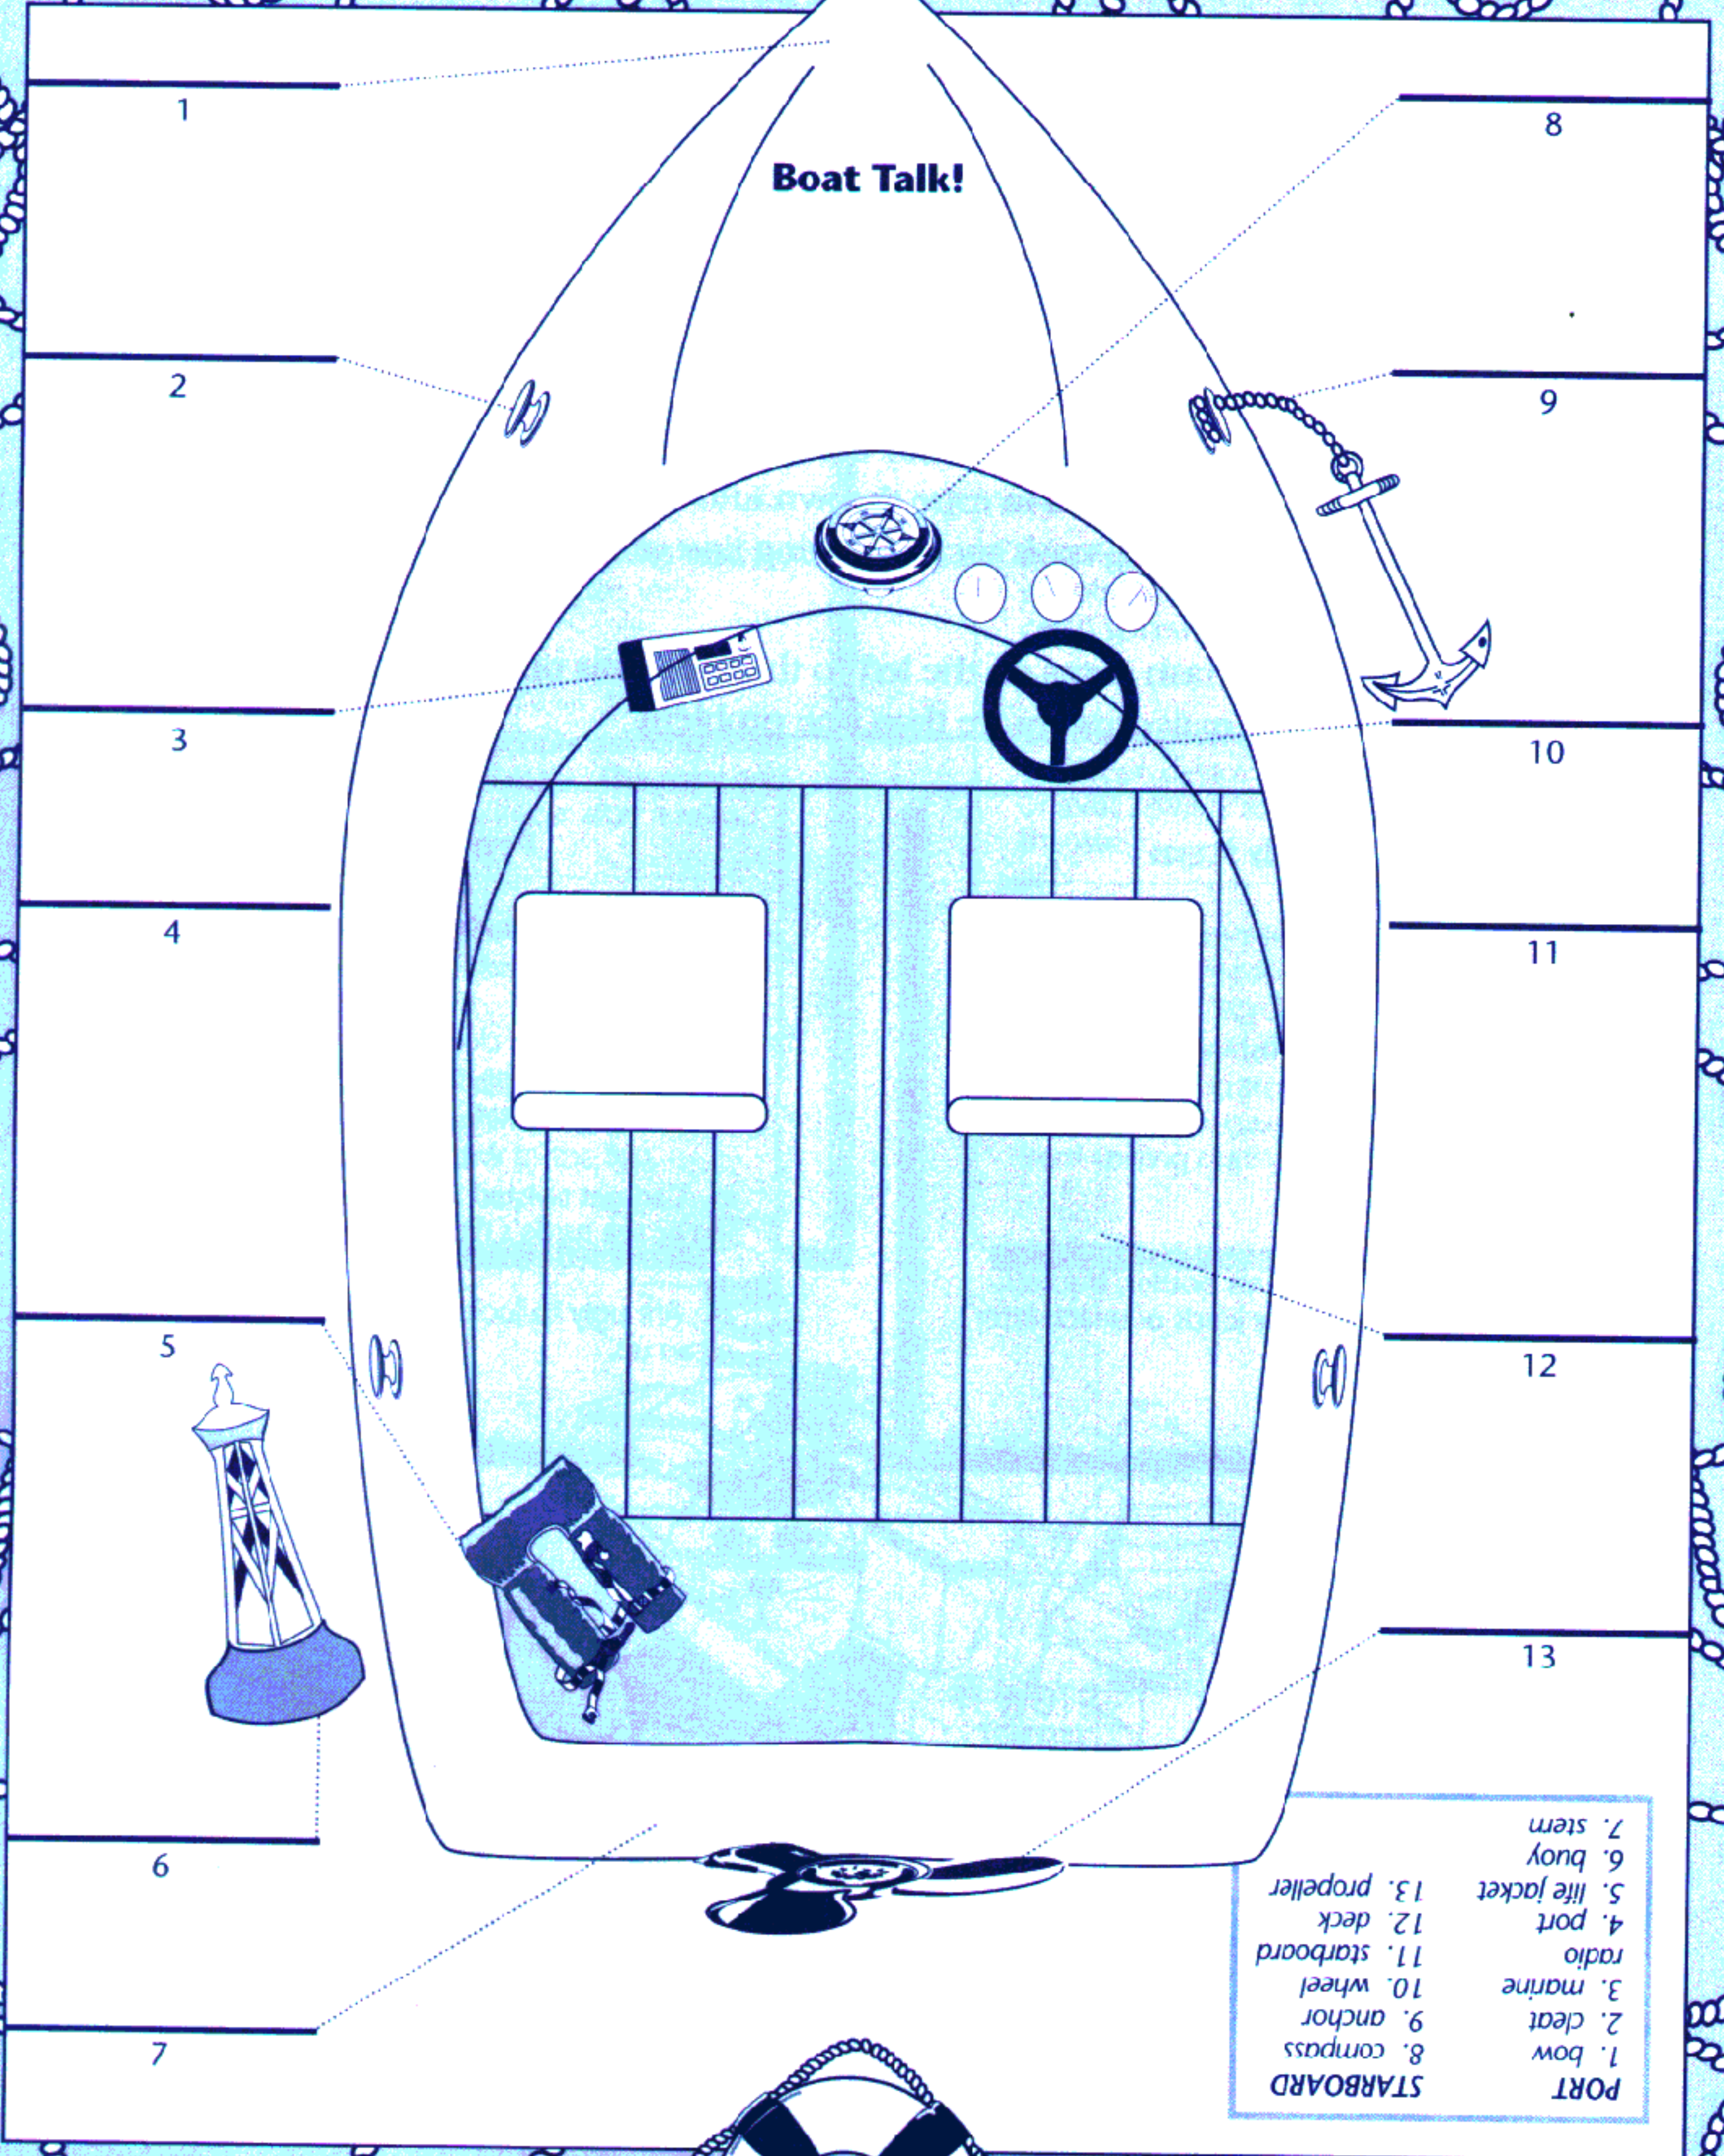 Boat Talk!
1
2
3
4
5
6
7
8
9
10
11
12
13
PORT
1. bow
2. cleat
3. marine
radio
4. port
5. life jacket
6. buoy
7. stern
STARBOARD
8. compass
9. anchor
10. wheel
11. starboard
12. deck
13. propeller